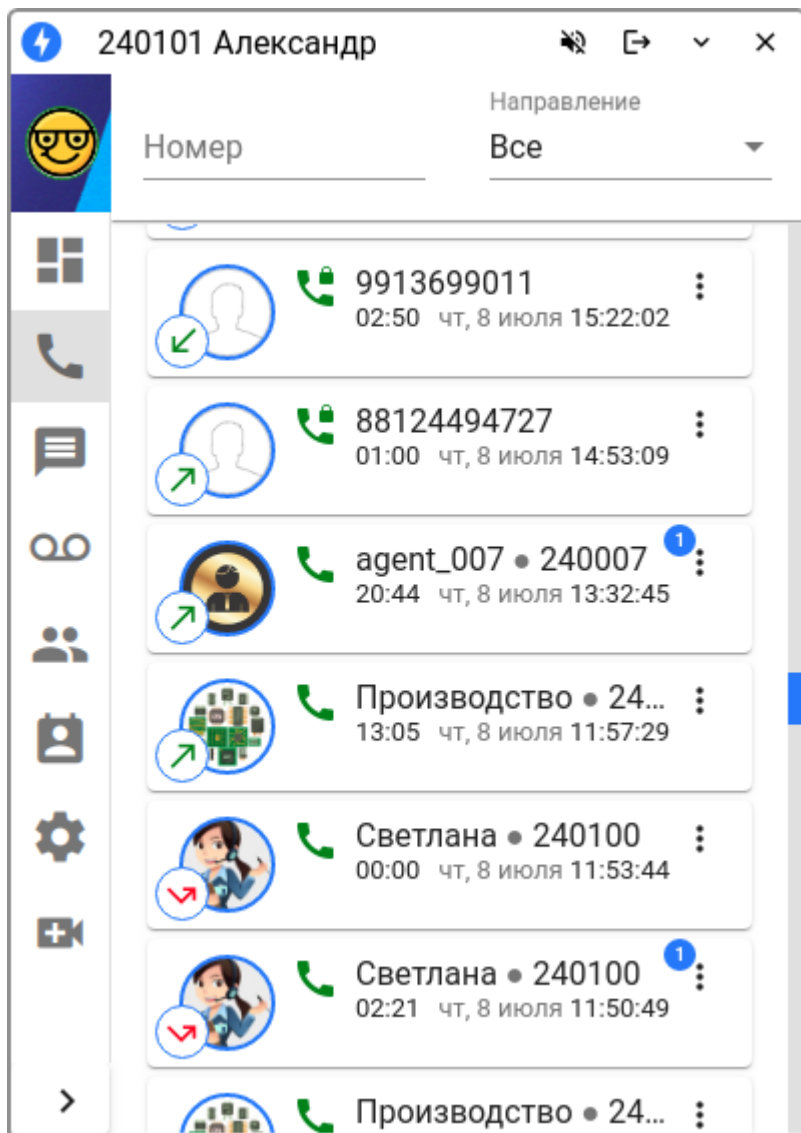 240101 Александр
Направление
Номер
Все
9913699011
02:50 чт, 8 июля 15:22:02
88124494727
01:00 чт, 8 июля 14:53:09
agent_007 ● 240007 1
20:44 чт, 8 июля 13:32:45
Производство ● 24...
13:05 чт, 8 июля 11:57:29
Светлана ● 240100
00:00 чт, 8 июля 11:53:44
Светлана ● 240100 1
02:21 чт, 8 июля 11:50:49
Производство ● 24...